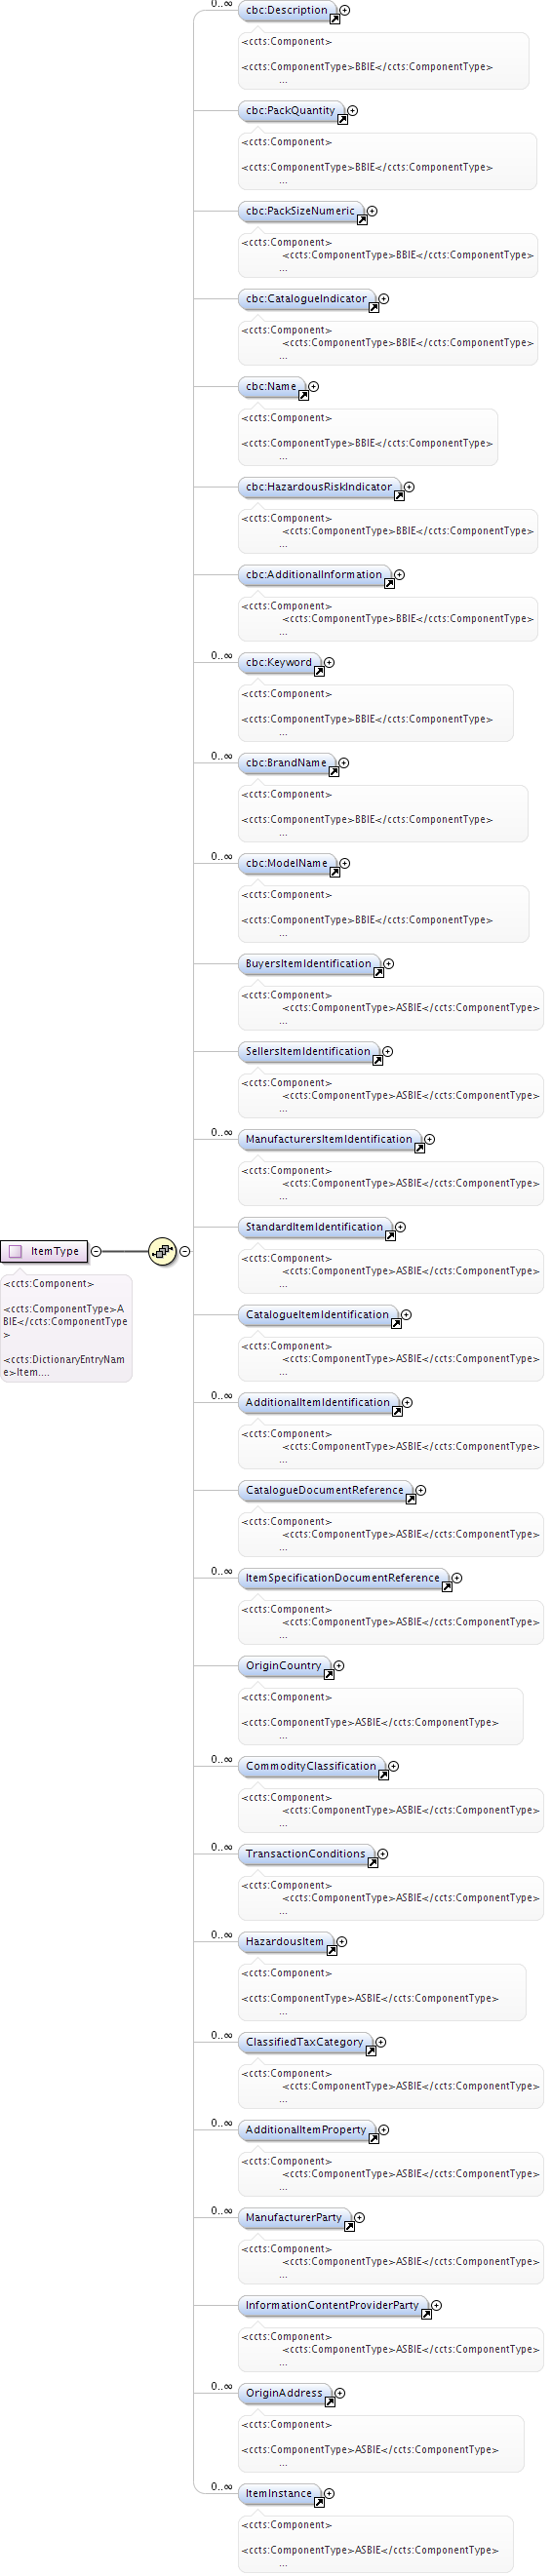 0..∞
cbc:Description
<ccts:Component>
<ccts:ComponentType>BBIE</ccts:ComponentType>
...
cbc:PackQuantity
<ccts:Component>
<ccts:ComponentType>BBIE</ccts:ComponentType>
...
cbc:PackSizeNumeric
<ccts:Component>
<ccts:ComponentType>BBIE</ccts:ComponentType>
...
cbc:CatalogueIndicator
<ccts:Component>
<ccts:ComponentType>BBIE</ccts:ComponentType>
...
cbc:Name
<ccts:Component>
<ccts:ComponentType>BBIE</ccts:ComponentType>
...
cbc:HazardousRiskIndicator
<ccts:Component>
<ccts:ComponentType>BBIE</ccts:ComponentType>
...
cbc:AdditionalInformation
<ccts:Component>
<ccts:ComponentType>BBIE</ccts:ComponentType>
...
0..∞
cbc:Keyword
<ccts:Component>
<ccts:ComponentType>BBIE</ccts:ComponentType>
...
0..∞
cbc:BrandName
<ccts:Component>
<ccts:ComponentType>BBIE</ccts:ComponentType>
...
0..∞
cbc:ModelName
<ccts:Component>
<ccts:ComponentType>BBIE</ccts:ComponentType>
...
BuyersItemIdentification
<ccts:Component>
<ccts:ComponentType>ASBIE</ccts:ComponentType>
...
SellersItemIdentification
<ccts:Component>
<ccts:ComponentType>ASBIE</ccts:ComponentType>
...
0..∞
ManufacturersItemIdentification
<ccts:Component>
<ccts:ComponentType>ASBIE</ccts:ComponentType>
...
StandardItemIdentification
<ccts:Component>
<ccts:ComponentType>ASBIE</ccts:ComponentType>
...
ItemType
<ccts:Component>
<ccts:ComponentType>A
BIE</ccts:ComponentType
>
<ccts:DictionaryEntryNam
e>Item....
CatalogueItemIdentification
<ccts:Component>
<ccts:ComponentType>ASBIE</ccts:ComponentType>
...
0..∞
AdditionalItemIdentification
<ccts:Component>
<ccts:ComponentType>ASBIE</ccts:ComponentType>
...
CatalogueDocumentReference
<ccts:Component>
<ccts:ComponentType>ASBIE</ccts:ComponentType>
...
0..∞
ItemSpecificationDocumentReference
<ccts:Component>
<ccts:ComponentType>ASBIE</ccts:ComponentType>
...
OriginCountry
<ccts:Component>
<ccts:ComponentType>ASBIE</ccts:ComponentType>
...
0..∞
CommodityClassification
<ccts:Component>
<ccts:ComponentType>ASBIE</ccts:ComponentType>
...
0..∞
TransactionConditions
<ccts:Component>
<ccts:ComponentType>ASBIE</ccts:ComponentType>
...
0..∞
HazardousItem
<ccts:Component>
<ccts:ComponentType>ASBIE</ccts:ComponentType>
...
0..∞
ClassifiedTaxCategory
<ccts:Component>
<ccts:ComponentType>ASBIE</ccts:ComponentType>
...
0..∞
AdditionalItemProperty
<ccts:Component>
<ccts:ComponentType>ASBIE</ccts:ComponentType>
...
0..∞
ManufacturerParty
<ccts:Component>
<ccts:ComponentType>ASBIE</ccts:ComponentType>
...
InformationContentProviderParty
<ccts:Component>
<ccts:ComponentType>ASBIE</ccts:ComponentType>
...
0..∞
OriginAddress
<ccts:Component>
<ccts:ComponentType>ASBIE</ccts:ComponentType>
...
0..∞
ItemInstance
<ccts:Component>
<ccts:ComponentType>ASBIE</ccts:ComponentType>
...